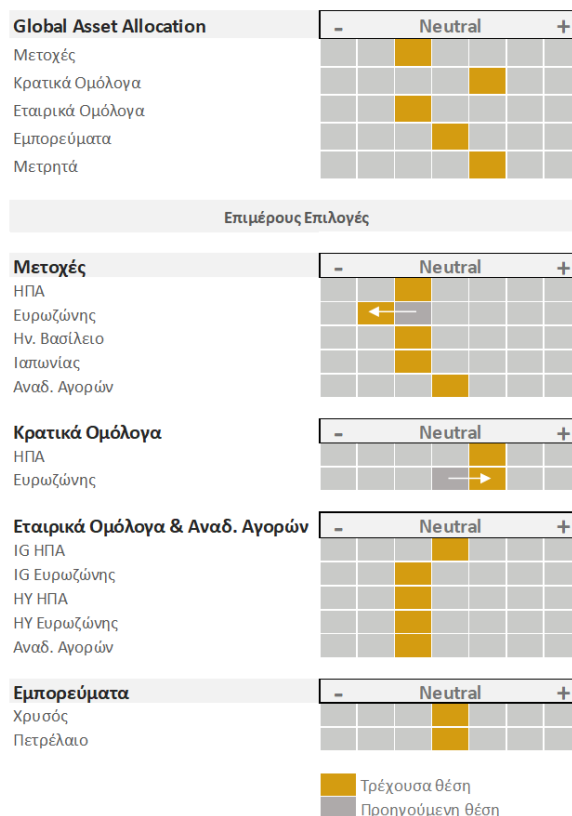 Global Asset Allocation - Neutral +
Μετοχές
Κρατικά Ομόλογα
Εταιρικά Ομόλογα
Εμπορεύματα
Μετρητά
Επιμέρους Επιλογές
Μετοχές - Neutral +
ΗΠΑ
Ευρωζώνης
Ην. Βασίλειο
Ιαπωνίας
Αναδ. Αγορών
Κρατικά Ομόλογα - Neutral +
ΗΠΑ
Ευρωζώνης
Εταιρικά Ομόλογα & Αναδ. Αγορών - Neutral +
IG ΗΠΑ
IG Ευρωζώνης
HY ΗΠΑ
HY Ευρωζώνης
Αναδ. Αγορών
Εμπορεύματα - Neutral +
Χρυσός
Πετρέλαιο
Τρέχουσα θέση
Προηγούμενη θέση